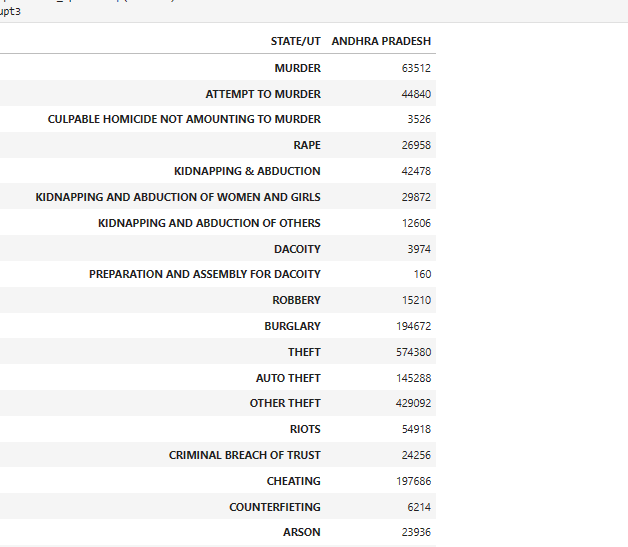 upt3
STATE/UT ANDHRA PRADESH
MURDER 63512
ATTEMPT TO MURDER 44840
CULPABLE HOMICIDE NOT AMOUNTING TO MURDER 3526
RAPE 26958
KIDNAPPING & ABDUCTION 42478
KIDNAPPING AND ABDUCTION OF WOMEN AND GIRLS 29872
KIDNAPPING AND ABDUCTION OF OTHERS 12606
DACOITY 3974
PREPARATION AND ASSEMBLY FOR DACOITY 160
ROBBERY 15210
BURGLARY 194672
THEFT 574380
AUTO THEFT 145288
OTHER THEFT 429092
RIOTS 54918
CRIMINAL BREACH OF TRUST 24256
CHEATING 197686
COUNTERFIETING 6214
ARSON 23936